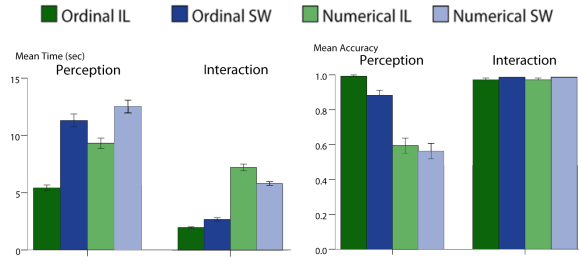 Ordinal IL Ordinal SW Numerical IL Numerical SW
Mean Time (sec)
Perception Interaction
15
10
5
0
Mean Accuracy
Perception Interaction
1.0
0.8
0.6
0.4
0.2
0.0